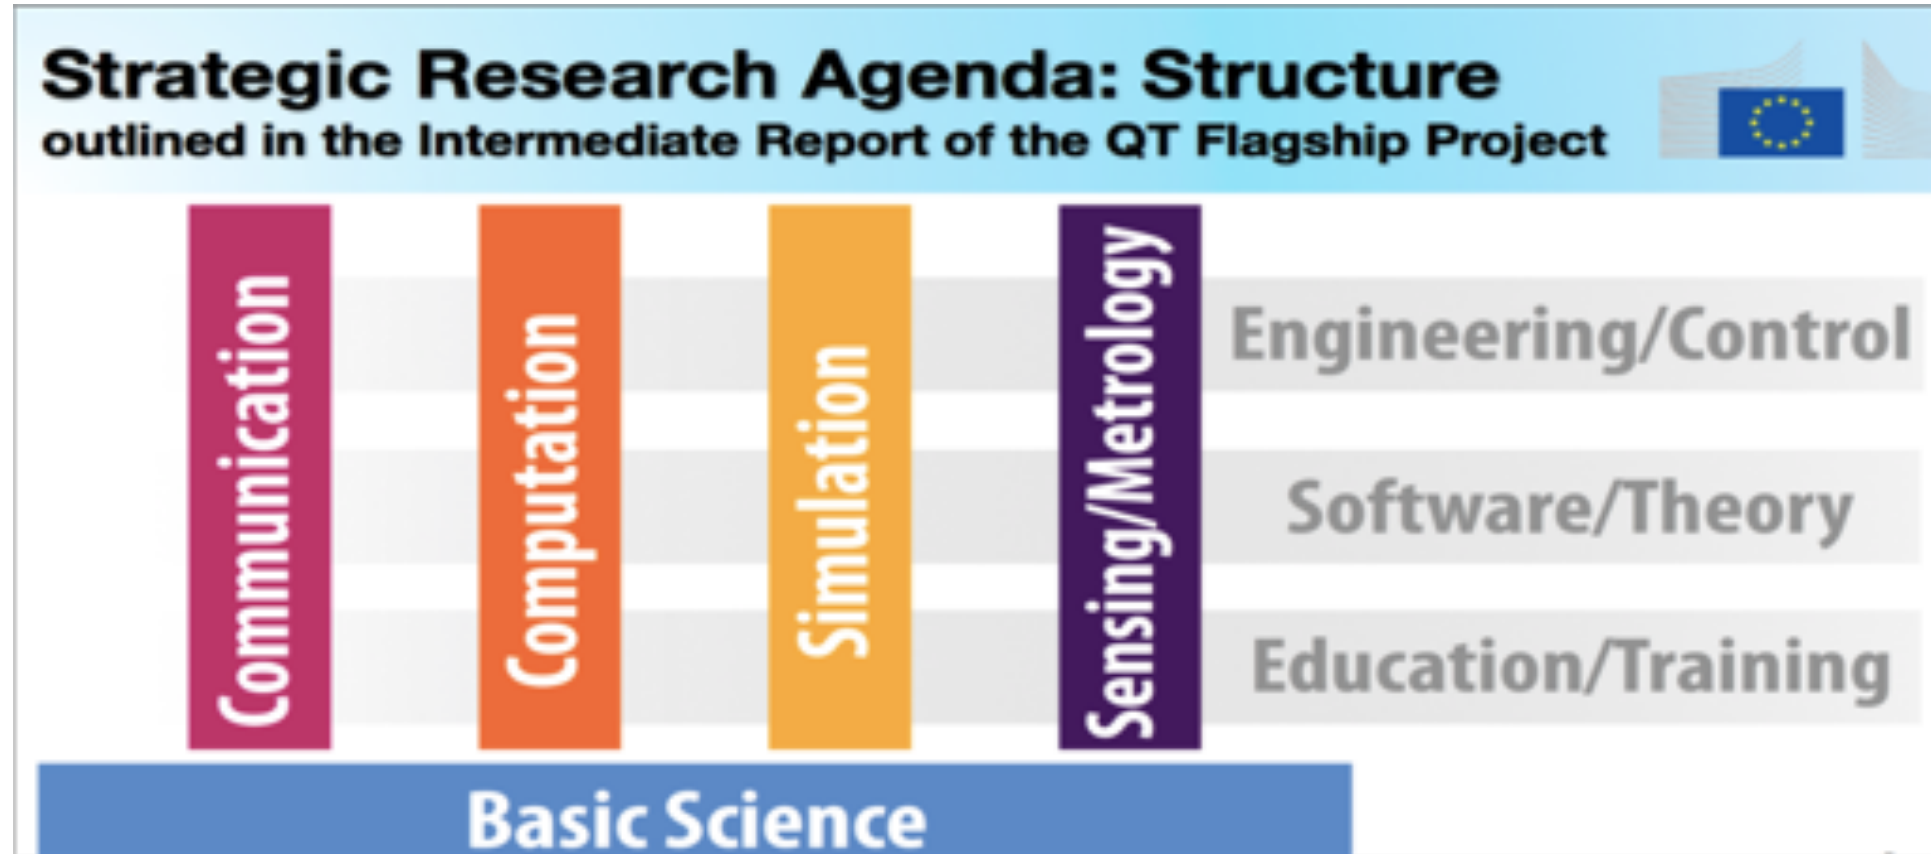 Strategic Research Agenda: Structure
outlined in the Intermediate Report of the QT Flagship Project
Communication
Computation
Simulation
Sensing/Metrology
Engineering/Control
Software/Theory
Education/Training
Basic Science